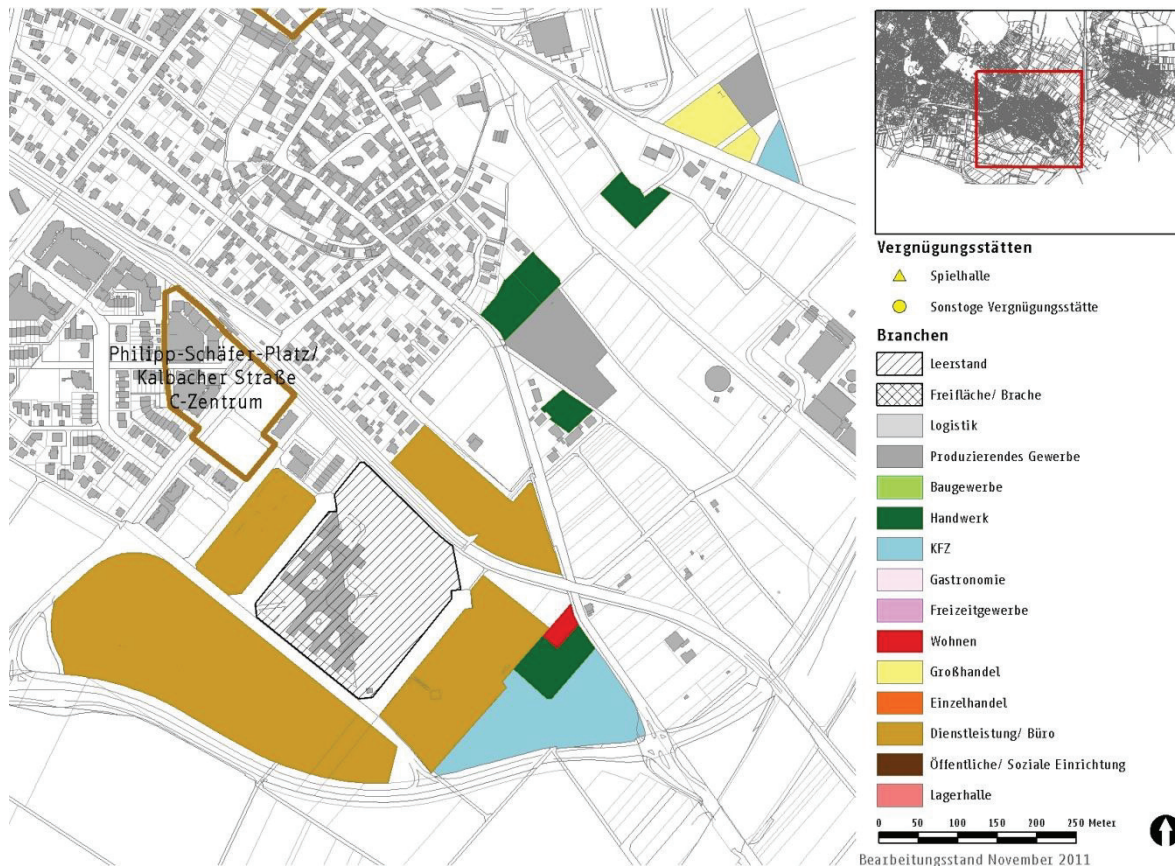 Philipp-Schäfer-Platz/
Kalbacher Straße
C-Zentrum
Vergnügungsstätten
Spielhalle
Sonstoge Vergnügungsstätte
Branchen
Leerstand
Freifläche/ Brache
Logistik
Produzierendes Gewerbe
Baugewerbe
Handwerk
KFZ
Gastronomie
Freizeitgewerbe
Wohnen
Großhandel
Einzelhandel
Dienstleistung/ Büro
Öffentliche/ Soziale Einrichtung
Lagerhalle
0 50 100 150 200 250 Meter
Bearbeitungsstand November 2011